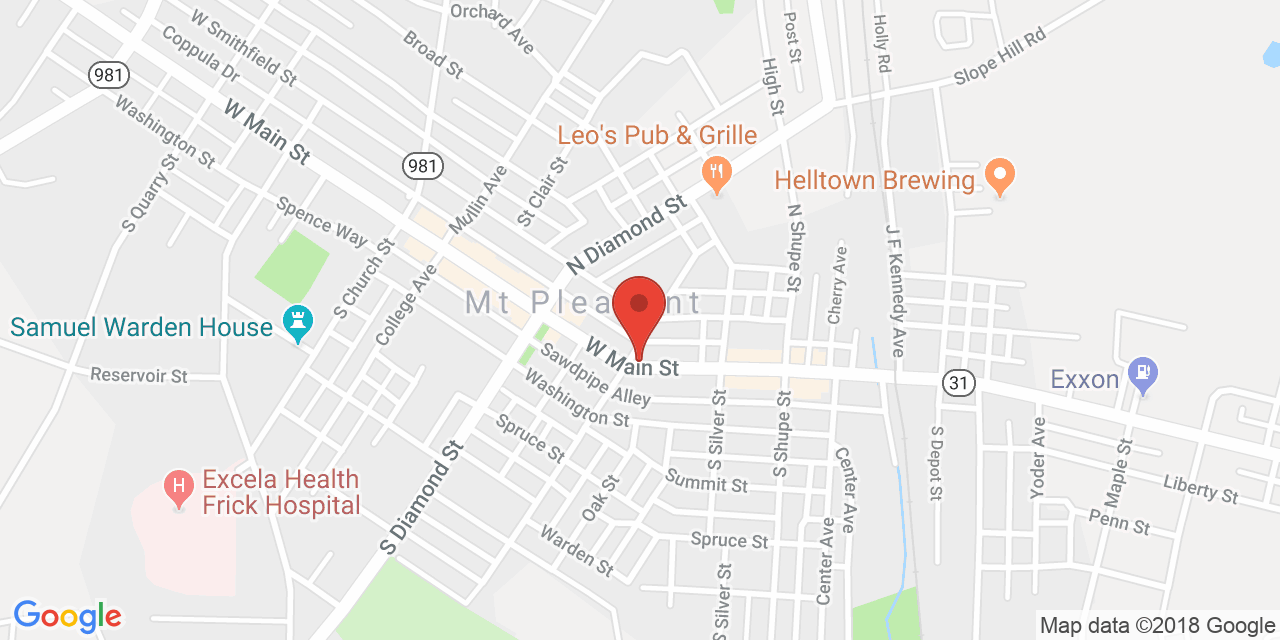 Orchard Ave
W Smithfield St
Coppula Dr
Broad St
Post St
Holly Rd
High St
Slope Hill Rd
981
Washington St
W Main St
Leo's Pub & Grille
981
Helltown Brewing
S Quarry St
Mullin Ave
St Clair St
N Diamond St
N Shupe St
Spence Way
S Church St
College Ave
J F Kennedy Ave
Cherry Ave
Mt Pleasant
Samuel Warden House
W Main St
Sawdpipe Alley
Reservoir St
Washington St
31
Exxon
S Silver St
S Shupe St
Spruce St
S Depot St
Yoder Ave
Maple St
Center Ave
Summit St
Liberty St
Oak St
Penn St
Excela Health
Frick Hospital
H
S Diamond St
Warden St
Spruce St
Center Ave
S Silver St
Google
Map data ©2018 Google